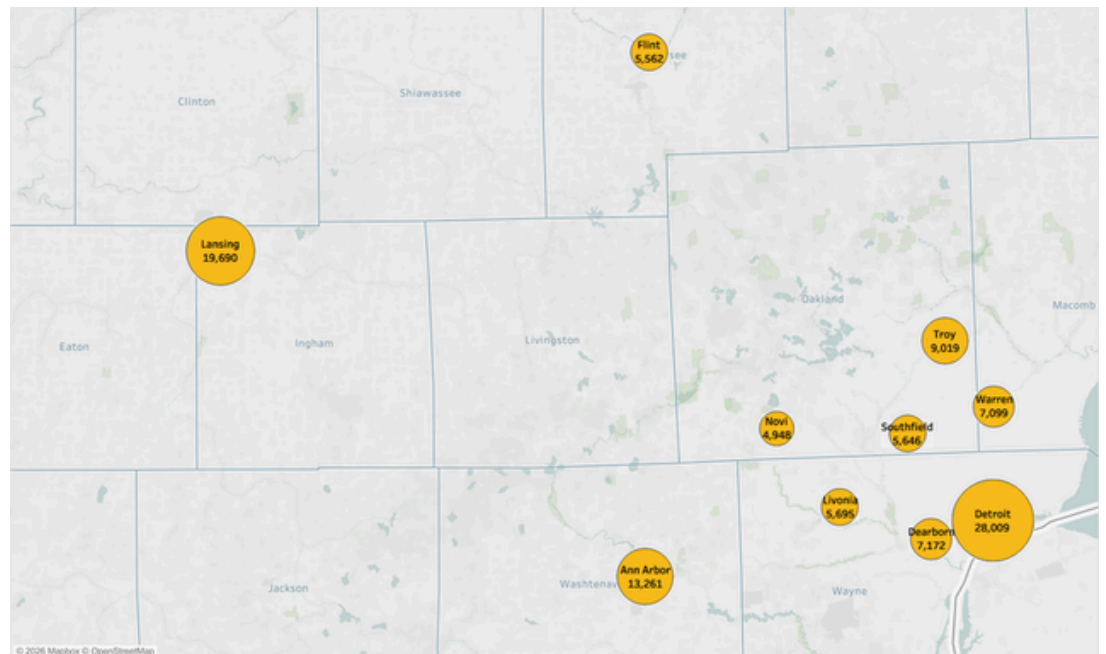 Flint
5,562
see
Shiawassee
Clinton
Lansing
19,690
Oakland
Macomb
Troy
9,019
Eaton
Ingham
Livingston
Warren
7,099
Novi
4,948
Southfield
5,646
Livonia
5,695
Detroit
28,009
Dearborn
7,172
Ann Arbor
13,261
Washtenaw
Jackson
Wayne
© 2026 Mapbox © OpenStreetMap